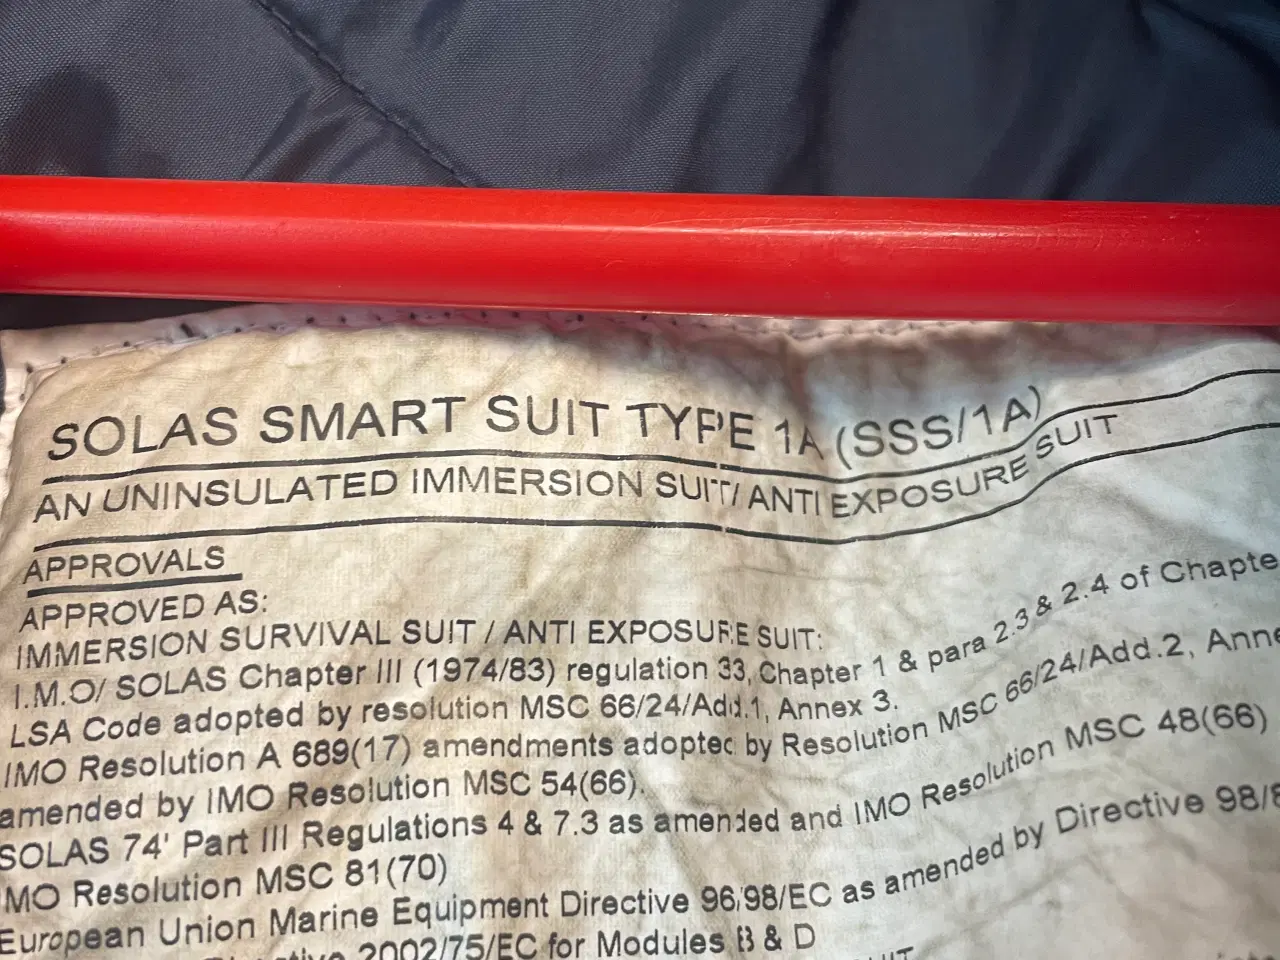 SOLAS SMART SUIT TYPE 1A (SSS/1A)
AN UNINSULATED IMMERSION SUIT/ ANTI EXPOSURE SUIT
APPROVALS
APPROVED AS:
IMMERSION SURVIVAL SUIT / ANTI EXPOSURE SUIT:
I.M.O/ SOLAS Chapter III (1974/83) regulation 33, Chapter 1 & para 2.3 & 2.4 of Chapte
LSA Code adopted by resolution MSC 66/24/Add.1, Annex 3.
IMO Resolution A 689(17) amendments adopted by Resolution MSC 66/24/Add.2, Anne
amended by IMO Resolution MSC 54(66).
SOLAS 74' Part III Regulations 4 & 7.3 as amended and IMO Resolution MSC 48(66)
MO Resolution MSC 81(70)
European Union Marine Equipment Directive 96/98/EC as amended by Directive 98/8
2002/75/EC for Modules B & D